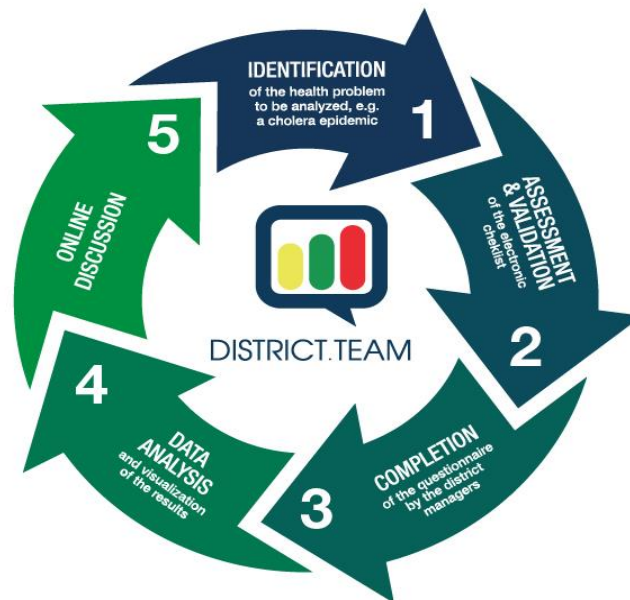 IDENTIFICATION
of the health problem
to be analyzed, e.g.
a cholera epidemic
1
ASSESSMENT
& VALIDATION
of the electronic
cheklist
2
COMPLETION
of the questionnaire
by the district
managers
3
DATA
ANALYSIS
and visualization
of the results
4
ONLINE
DISCUSSION
5
DISTRICT.TEAM